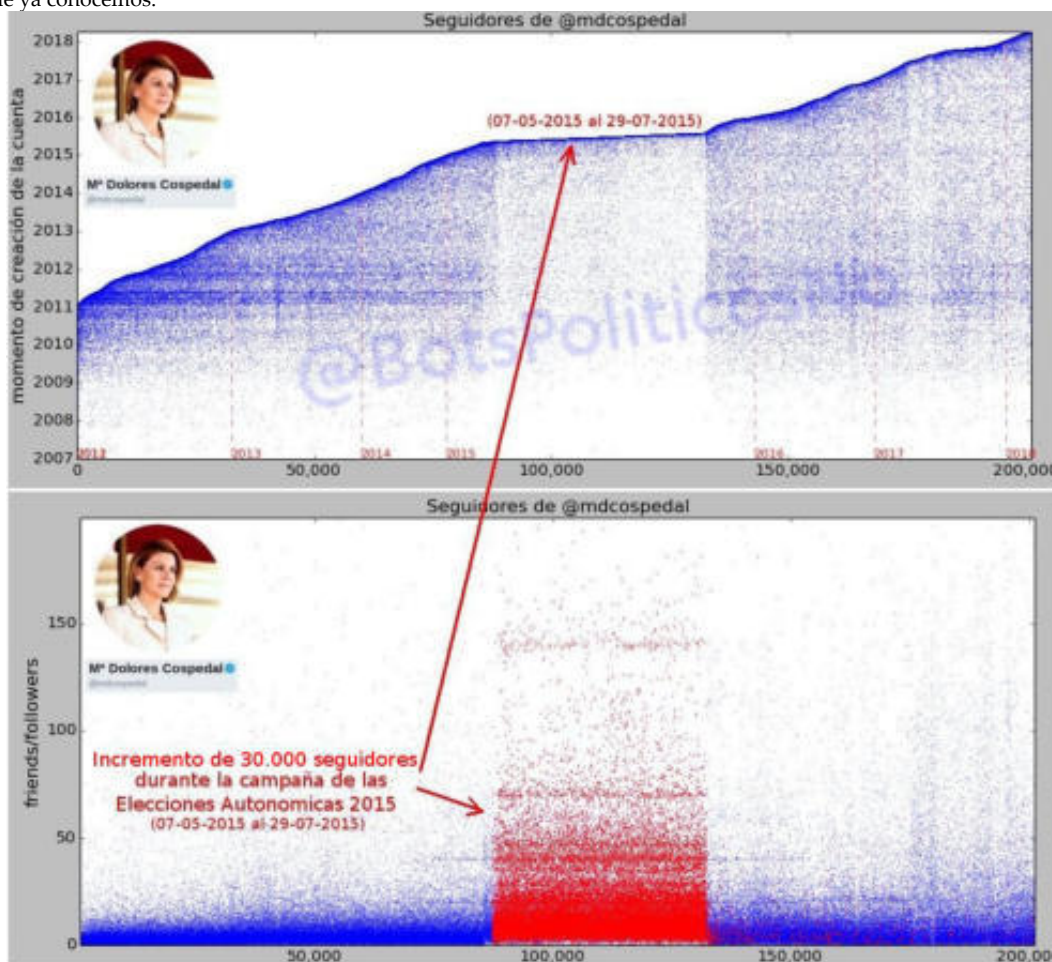 ya conocemos.
Seguidores de @mdcospedal
momento de creación de la cuenta
2018
2017
2016
2015
2014
2013
2012
2011
2010
2009
2008
2007
Mª Dolores Cospedal
@mdcospedal
(07-05-2015 al 29-07-2015)
@BotsPoliticosNo
2012
2013
2014
2015
2016
2017
2018
0
50,000
100,000
150,000
200,000
Seguidores de @mdcospedal
friends/followers
150
100
50
0
Mª Dolores Cospedal
@mdcospedal
Incremento de 30.000 seguidores
durante la campaña de las
Elecciones Autonomicas 2015
(07-05-2015 al 29-07-2015)
50,000
100,000
150,000
200,000